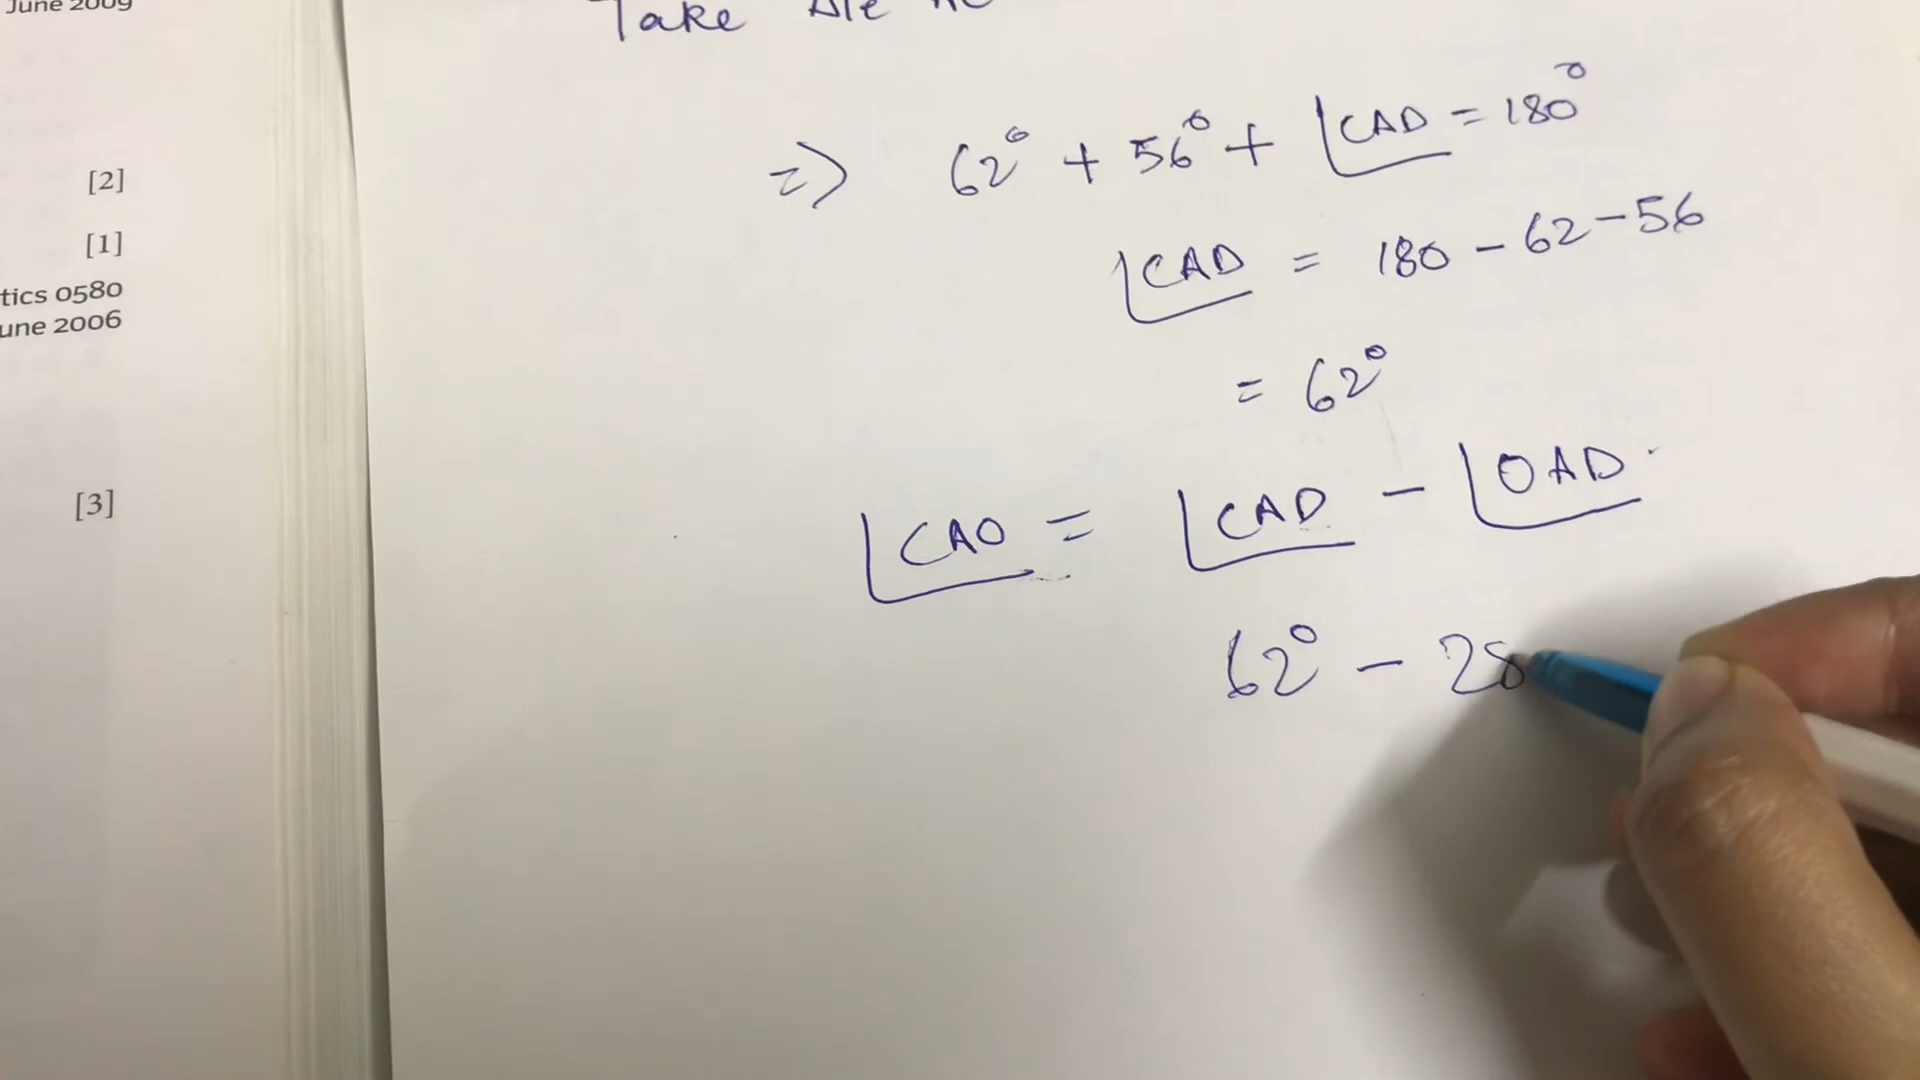 June 2009
[2]
[1]
tics 0580
une 2006
[3]
Take
=> 62° + 56° + ∠CAD = 180°
∠CAD = 180 - 62 - 56
= 62°
∠CAO = ∠CAD - ∠OAD.
62° - 28